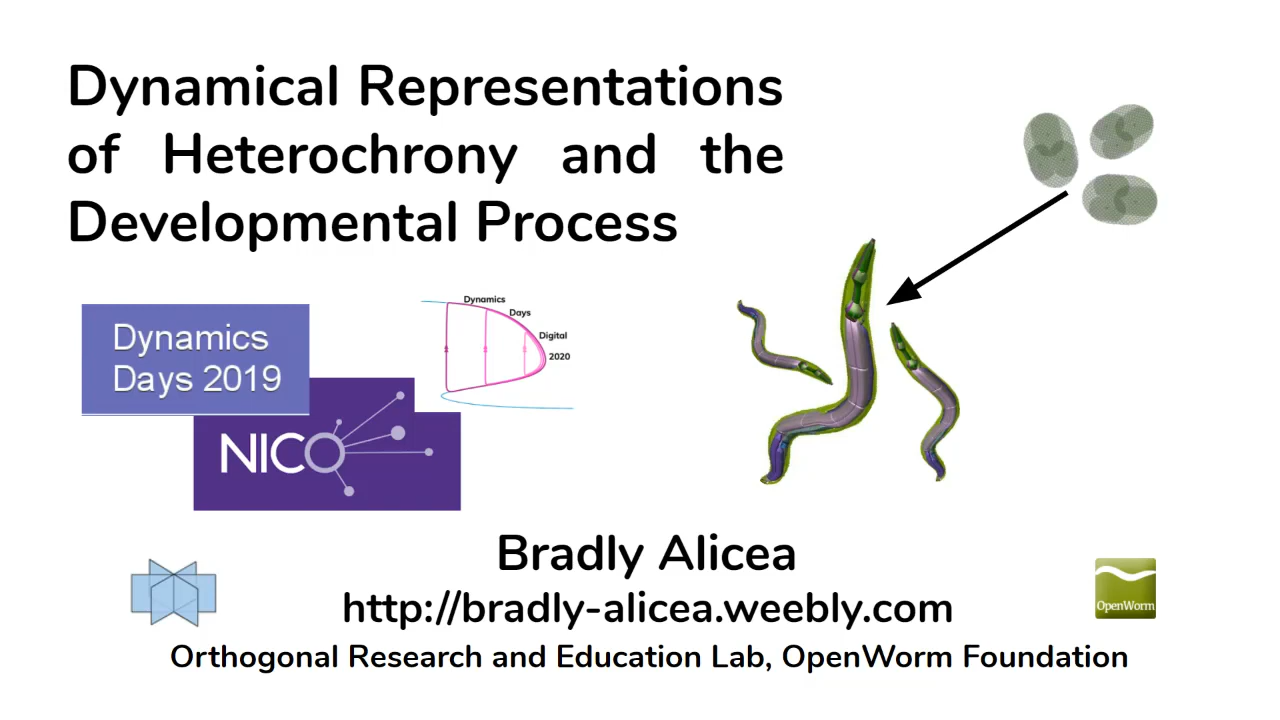 Dynamical Representations
of Heterochrony and the
Developmental Process
Dynamics
Days 2019
NICO
Dynamics
Days
Digital
2020
Bradly Alicea
http://bradly-alicea.weebly.com
OpenWorm
Orthogonal Research and Education Lab, OpenWorm Foundation